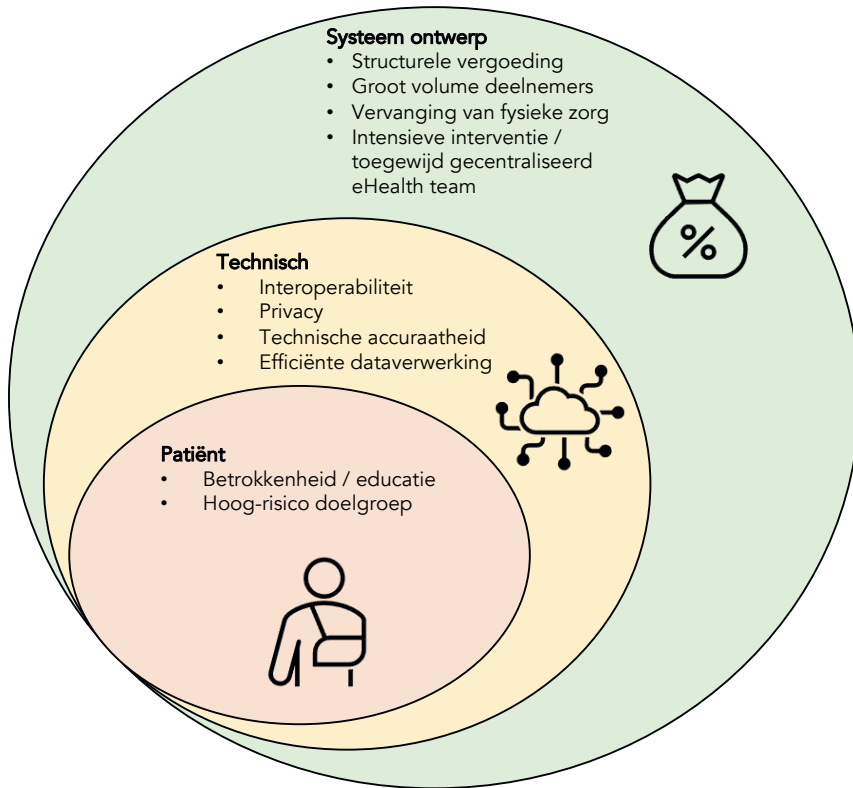 Systeem ontwerp
• Structurele vergoeding
• Groot volume deelnemers
• Vervanging van fysieke zorg
• Intensieve interventie /
toegewijd gecentraliseerd
eHealth team
%
Technisch
• Interoperabiliteit
• Privacy
• Technische accuraatheid
• Efficiënte dataverwerking
Patiënt
• Betrokkenheid / educatie
• Hoog-risico doelgroep